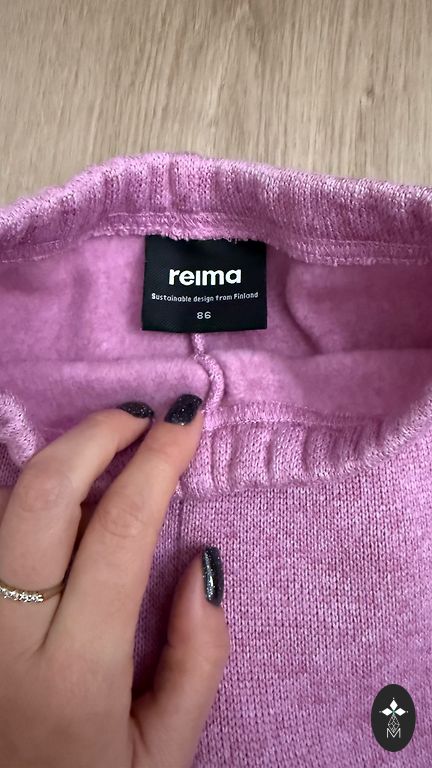 reima
Sustainable design from Finland
86
M